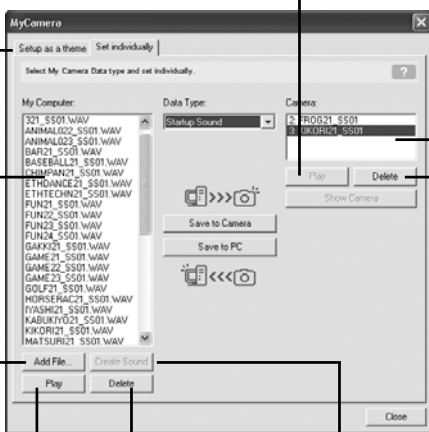 MyCamera
Setup as a theme Set individually
Select My Camera Data type and set individually.
?
My Computer: Data Type: Camera:
321_SS01.WAV
ANIMAL022_SS01.WAV
ANIMAL023_SS01.WAV
BAR21_SS01.WAV
BASEBALL21_SS01.WAV
CHIMPAN21_SS01.WAV
ETHDANCE21_SS01.WAV
ETHTECHN21_SS01.WAV
FUN21_SS01.WAV
FUN22_SS01.WAV
FUN23_SS01.WAV
FUN24_SS01.WAV
GAKKI21_SS01.WAV
GAME21_SS01.WAV
GAME22_SS01.WAV
GAME23_SS01.WAV
GOLF21_SS01.WAV
HORSERAC21_SS01.WAV
IYASHI21_SS01.WAV
KABUKIYO21_SS01.WAV
KIKORI21_SS01.WAV
MATSURI21_SS01.WAV
Startup Sound
2: FROG21_SS01
3: KIKORI21_SS01
Play Delete
Show Camera
>>>
Save to Camera
Save to PC
<<<
Add File... Create Sound
Play Delete
Close